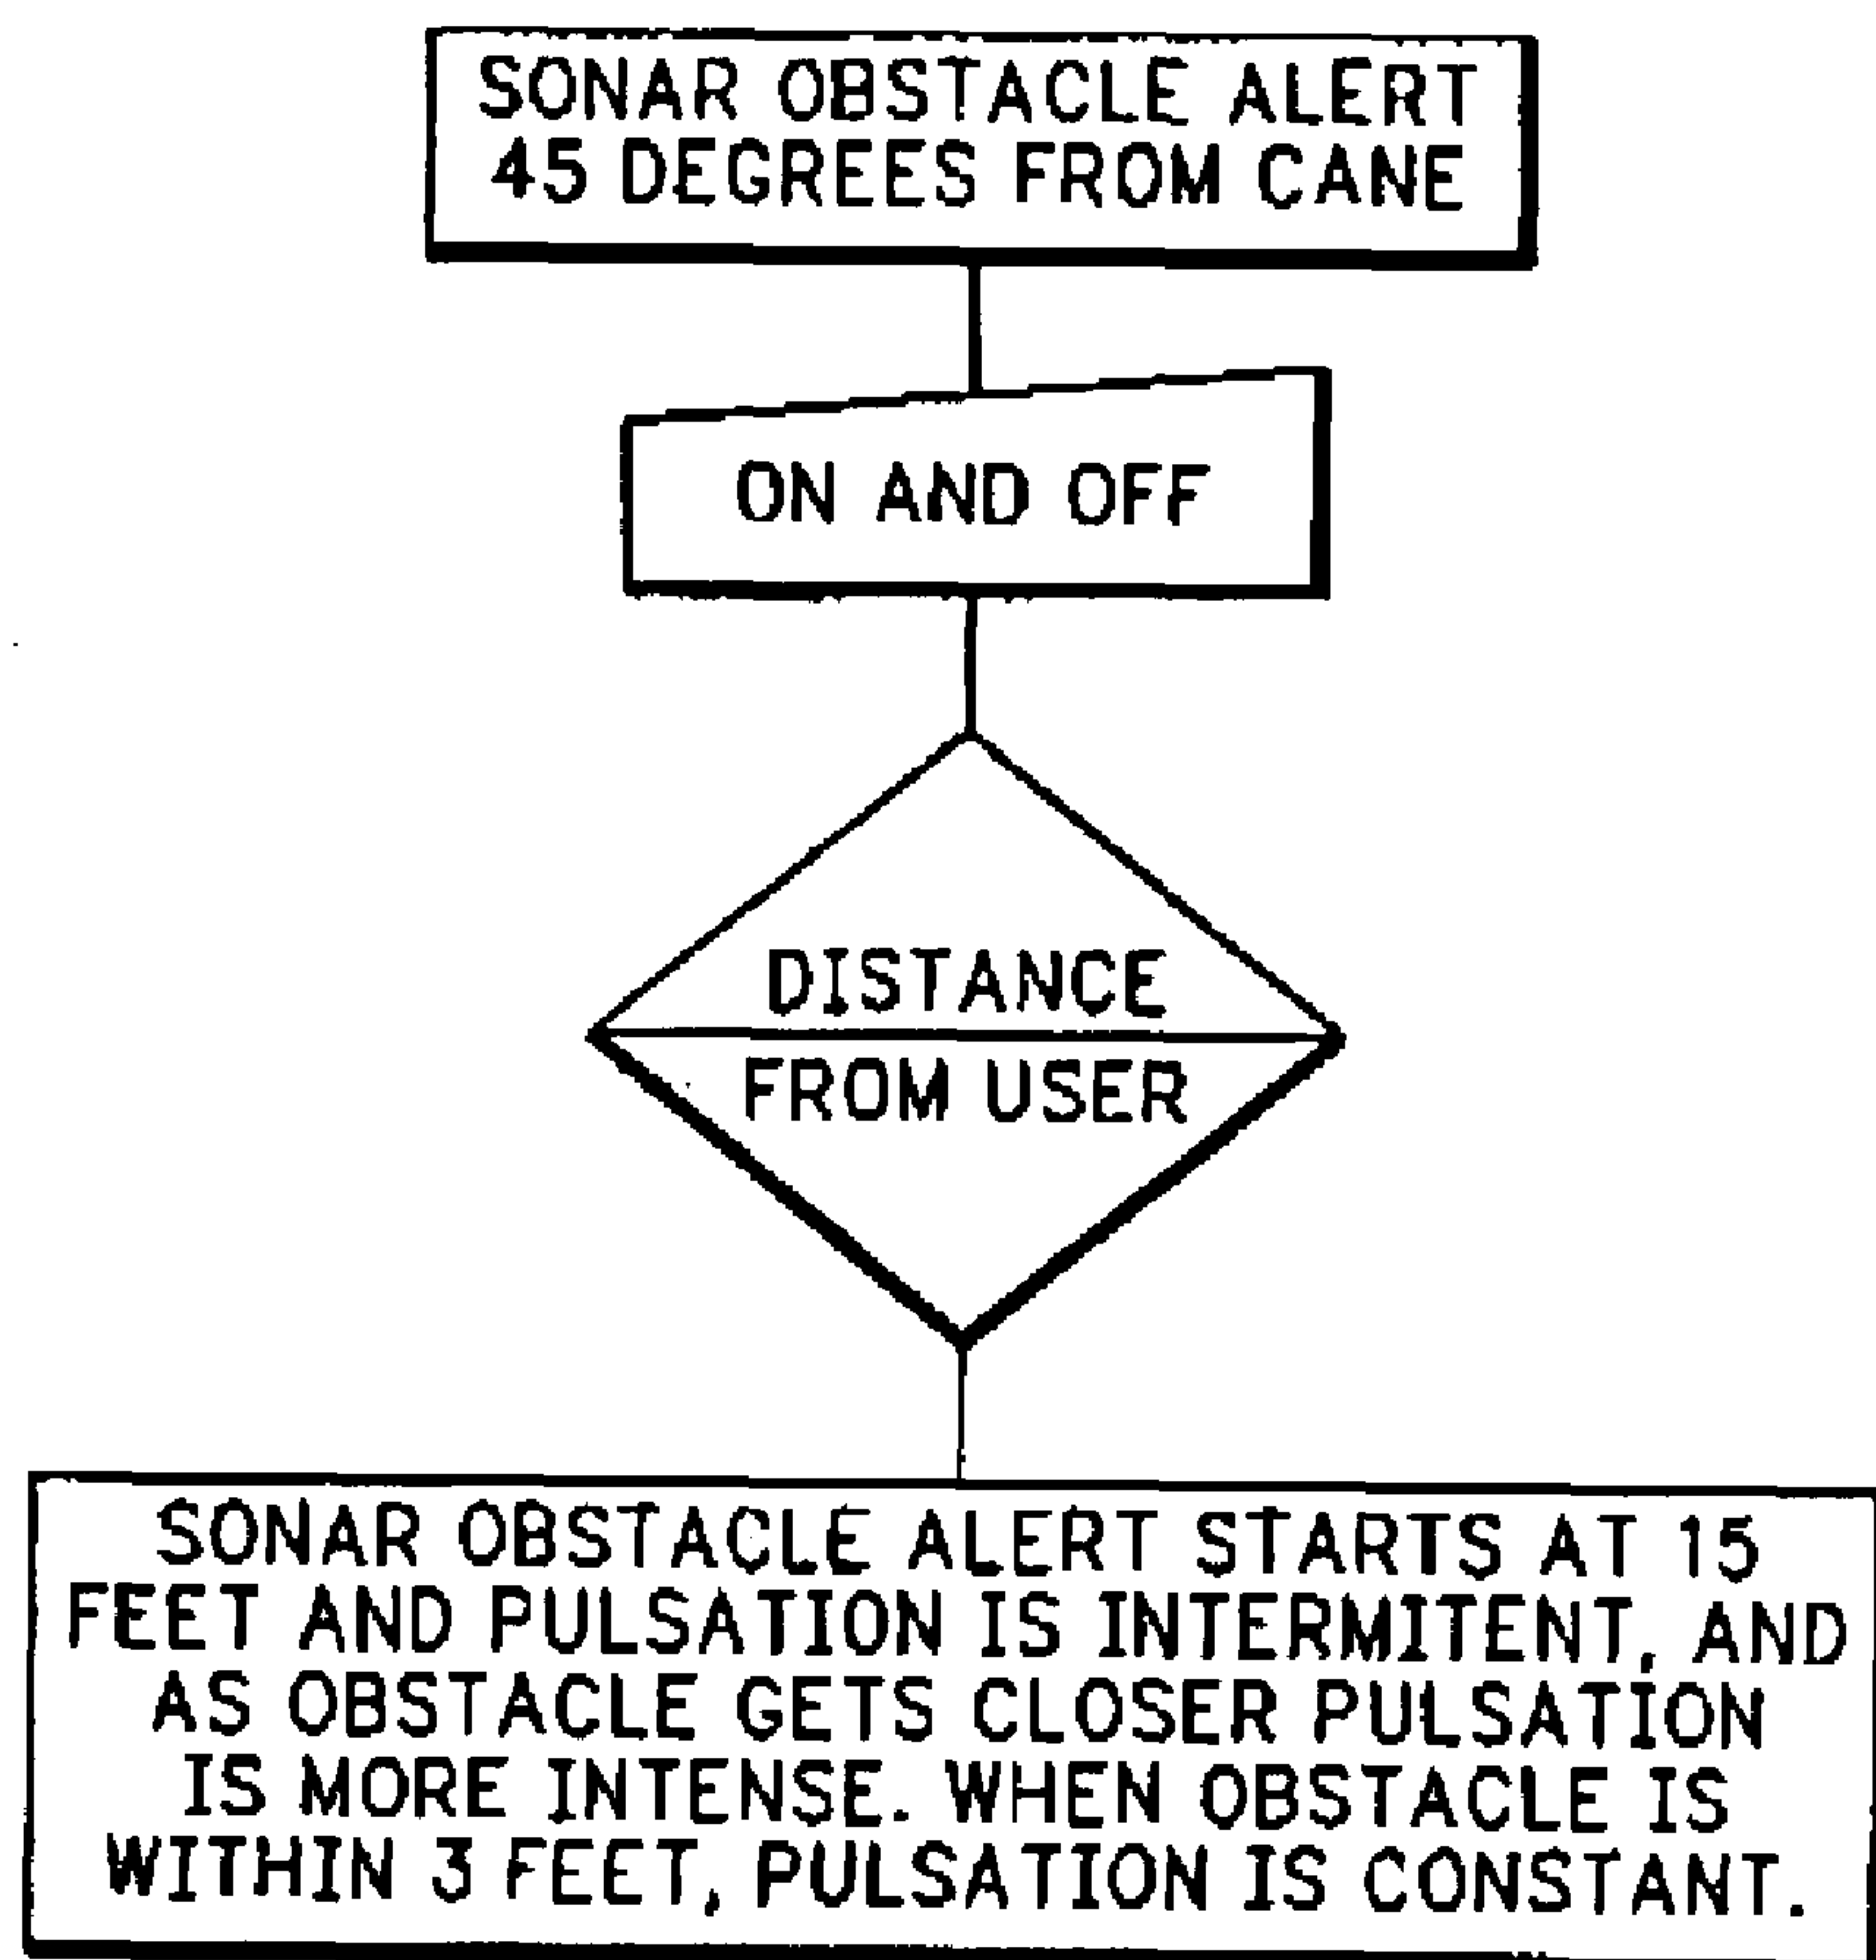 SONAR OBSTACLE ALERT
45 DEGREES FROM CANE
ON AND OFF
DISTANCE
FROM USER
SONAR OBSTACLE ALERT STARTS AT 15
FEET AND PULSATION IS INTERMITENT, AND
AS OBSTACLE GETS CLOSER PULSATION
IS MORE INTENSE. WHEN OBSTACLE IS
WITHIN 3 FEET, PULSATION IS CONSTANT.